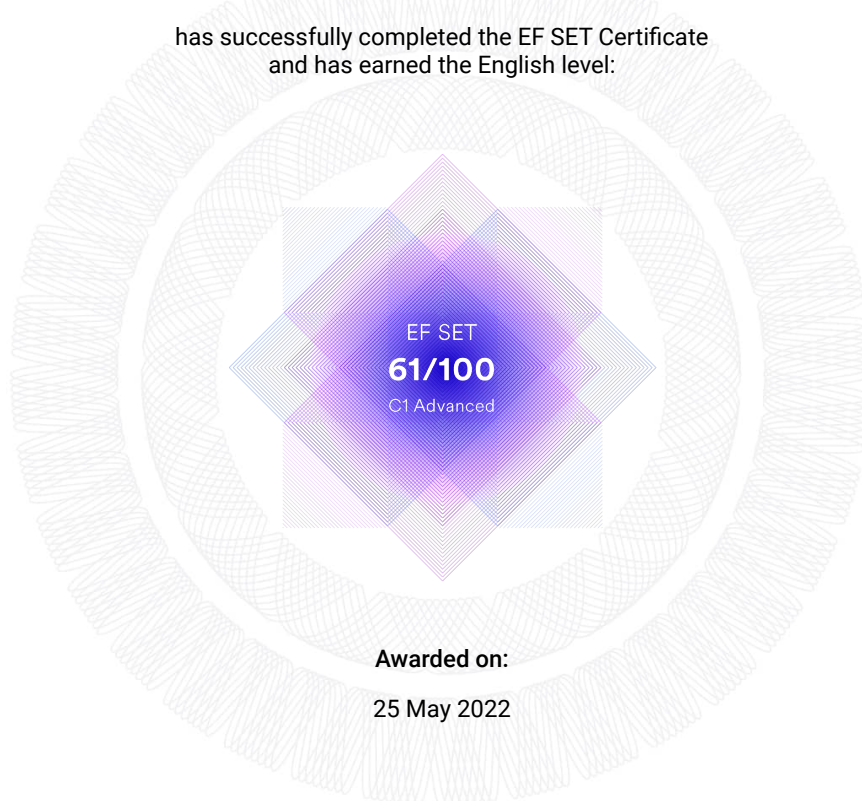 has successfully completed the EF SET Certificate
and has earned the English level:
EF SET
61/100
C1 Advanced
Awarded on:
25 May 2022